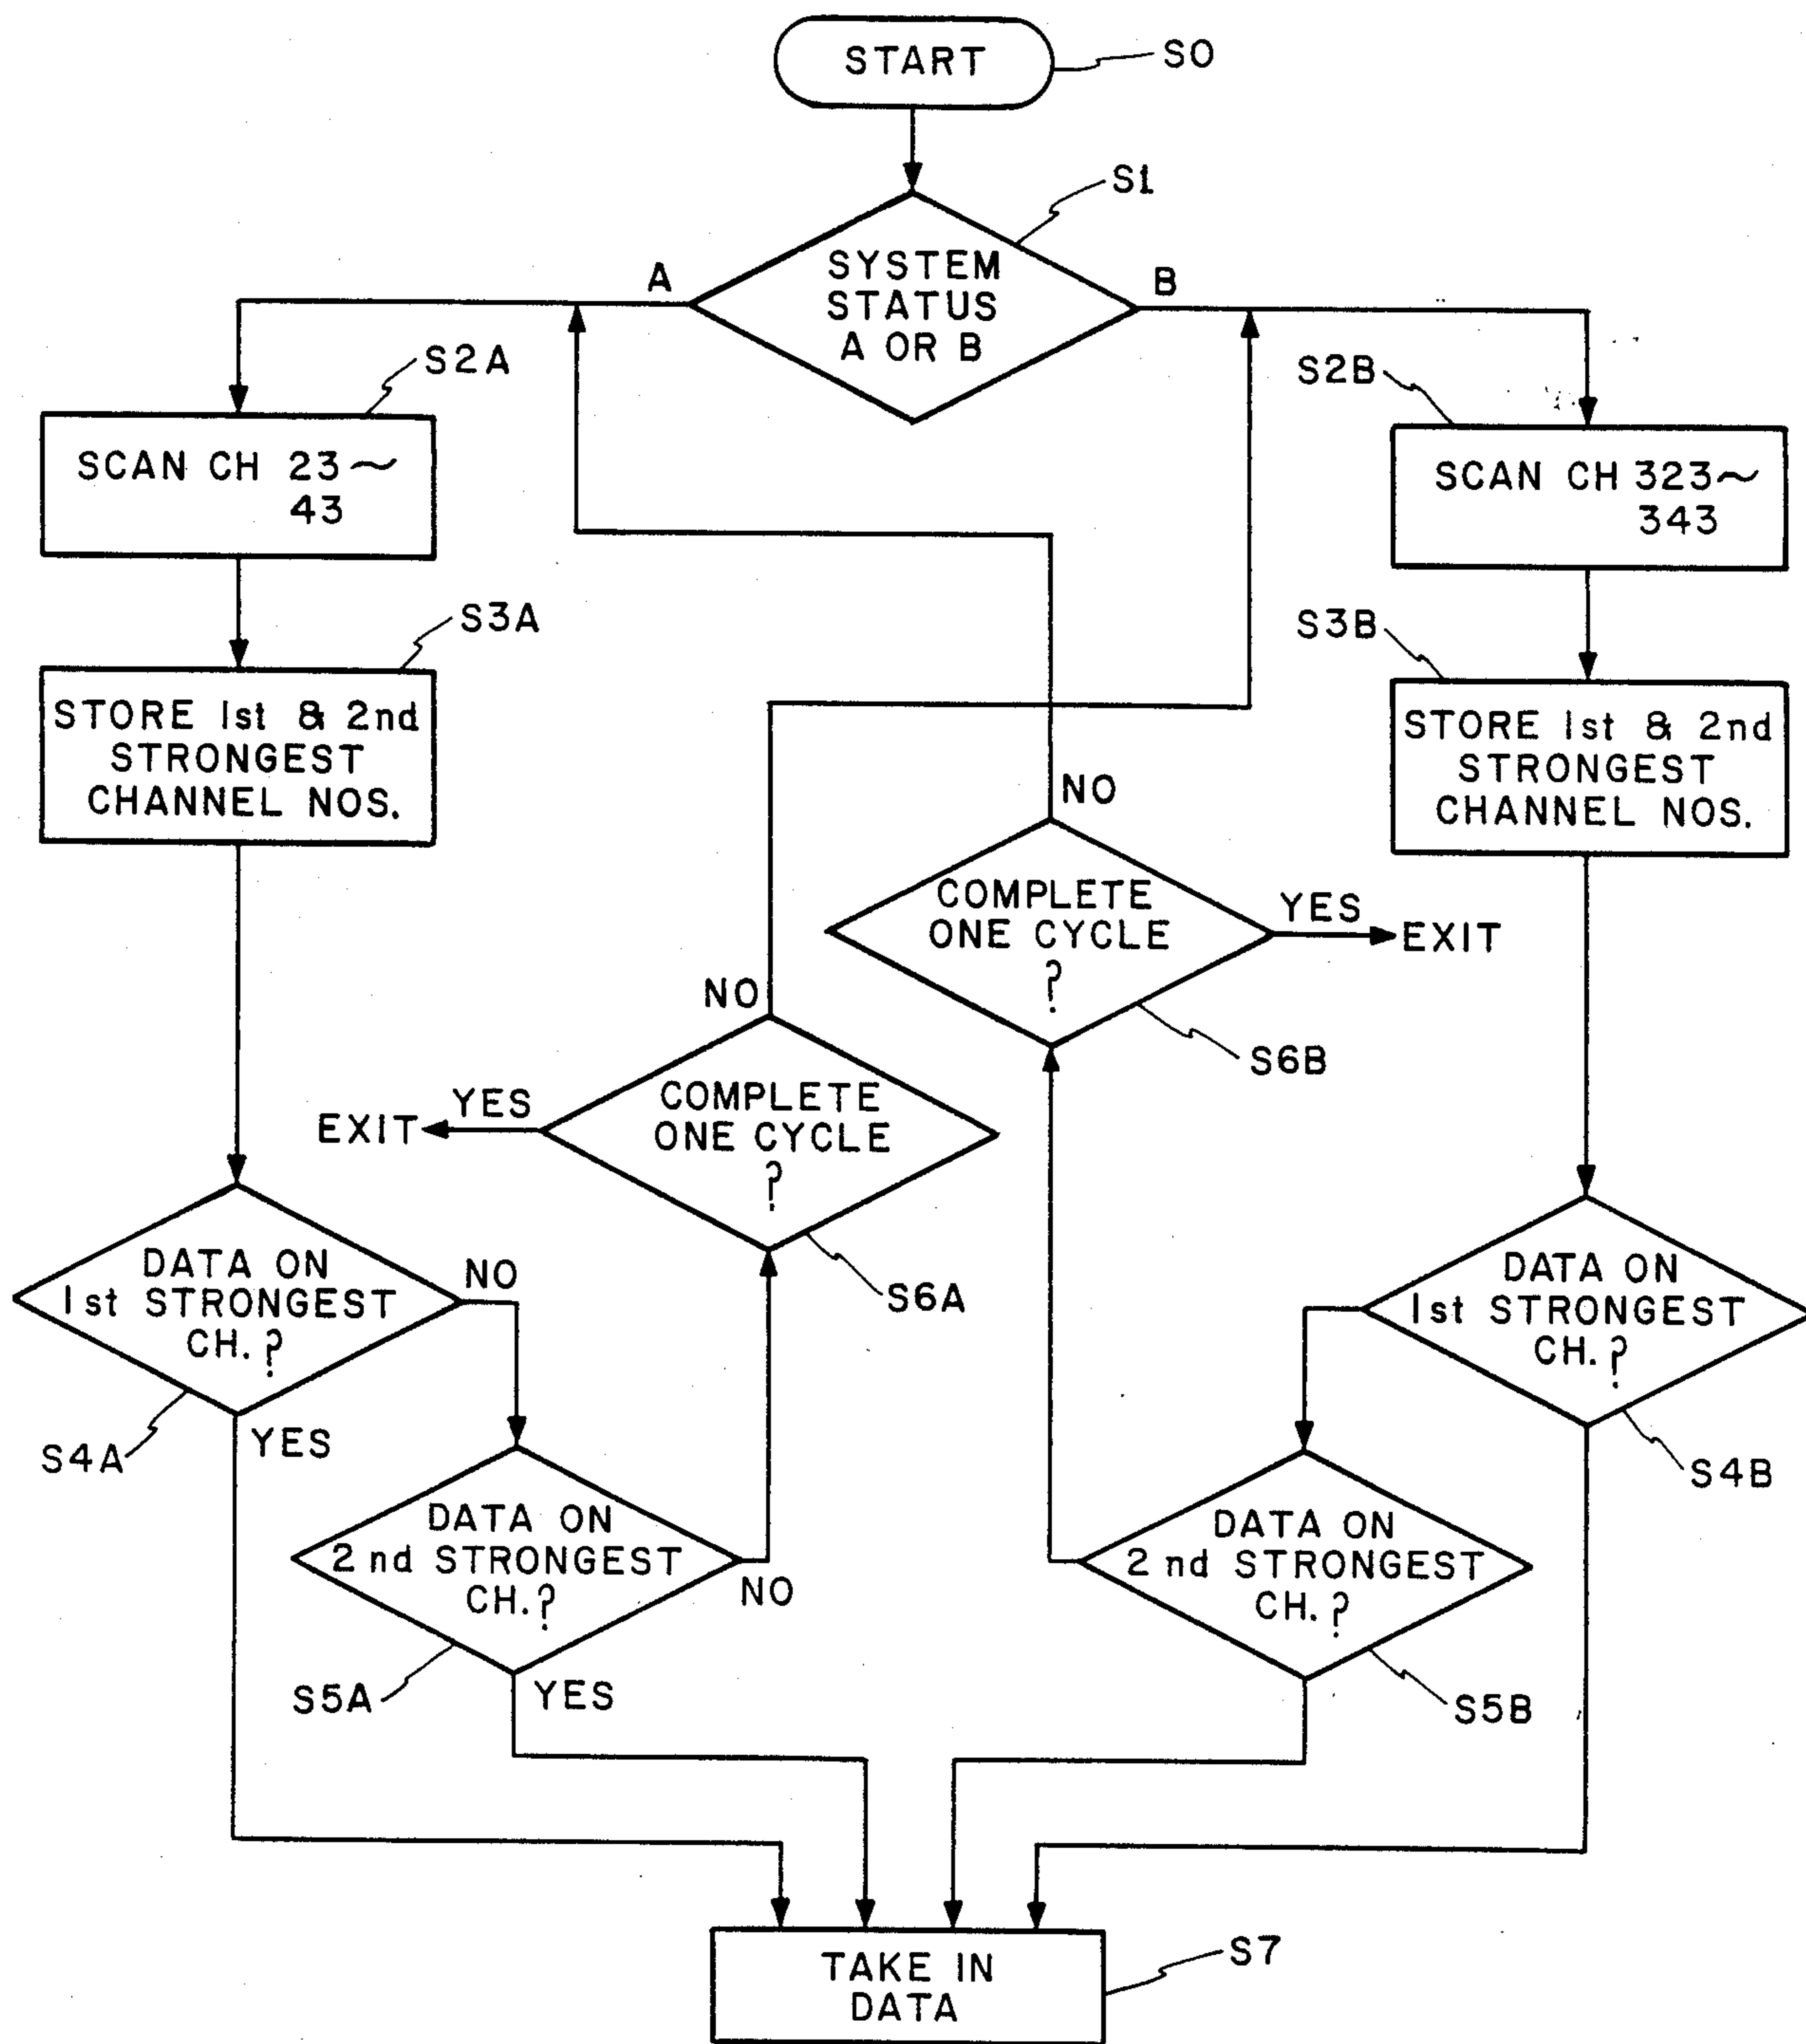 START
S0
S1
SYSTEM
STATUS
A OR B
A
B
S2A
SCAN CH 23~
43
S2B
SCAN CH 323~
343
S3A
STORE 1st & 2nd
STRONGEST
CHANNEL NOS.
S3B
STORE 1st & 2nd
STRONGEST
CHANNEL NOS.
NO
COMPLETE
ONE CYCLE
?
YES
EXIT
S6B
NO
COMPLETE
ONE CYCLE
?
YES
EXIT
S6A
DATA ON
1st STRONGEST
CH.?
NO
YES
S4A
DATA ON
1st STRONGEST
CH.?
S4B
DATA ON
2nd STRONGEST
CH.?
NO
YES
S5A
DATA ON
2nd STRONGEST
CH.?
S5B
TAKE IN
DATA
S7